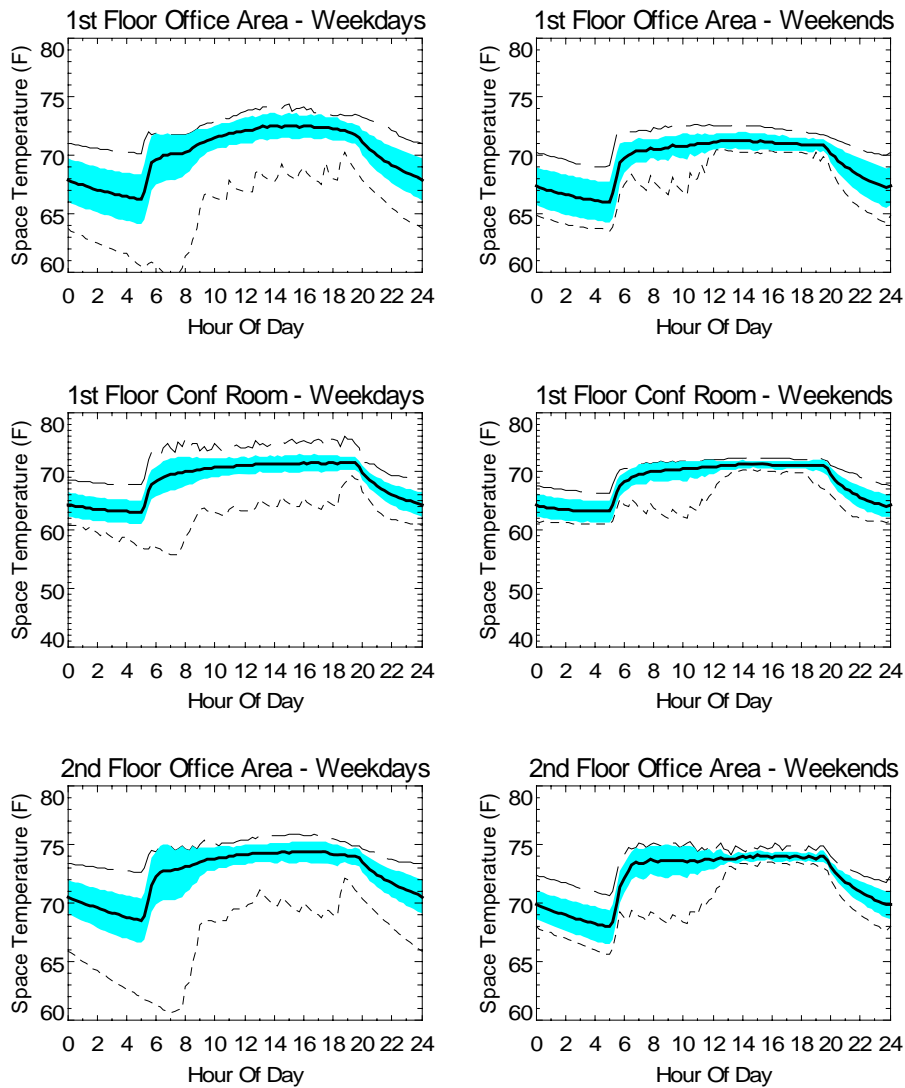 1st Floor Office Area - Weekdays
Space Temperature (F)
80
75
70
65
60
0 2 4 6 8 10 12 14 16 18 20 22 24
Hour Of Day
1st Floor Office Area - Weekends
Space Temperature (F)
80
75
70
65
60
0 2 4 6 8 10 12 14 16 18 20 22 24
Hour Of Day
1st Floor Conf Room - Weekdays
Space Temperature (F)
80
70
60
50
40
0 2 4 6 8 10 12 14 16 18 20 22 24
Hour Of Day
1st Floor Conf Room - Weekends
Space Temperature (F)
80
70
60
50
40
0 2 4 6 8 10 12 14 16 18 20 22 24
Hour Of Day
2nd Floor Office Area - Weekdays
Space Temperature (F)
80
75
70
65
60
0 2 4 6 8 10 12 14 16 18 20 22 24
Hour Of Day
2nd Floor Office Area - Weekends
Space Temperature (F)
80
75
70
65
60
0 2 4 6 8 10 12 14 16 18 20 22 24
Hour Of Day